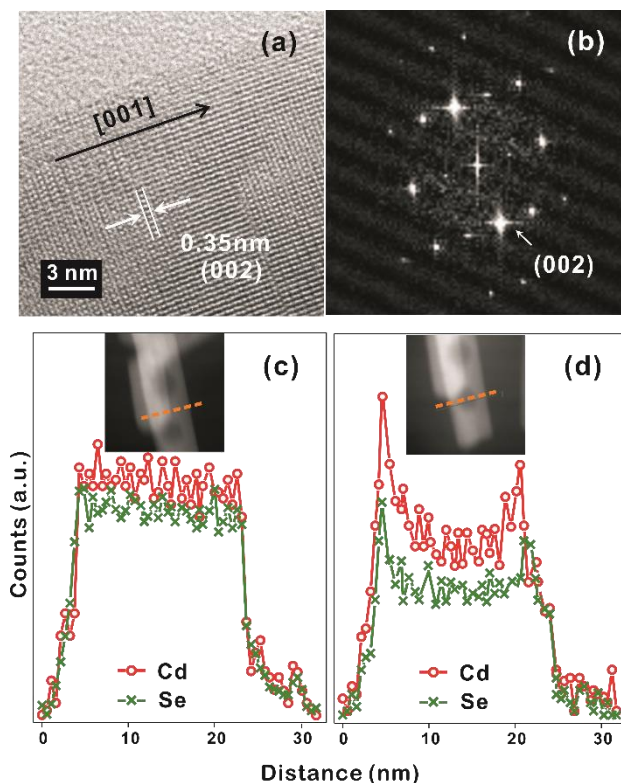 (a)
[001]
0.35nm
(002)
3 nm
(b)
(002)
(c)
(d)
Counts (a.u.)
Cd
Se
Cd
Se
0 10 20 30
0 10 20 30
Distance (nm)